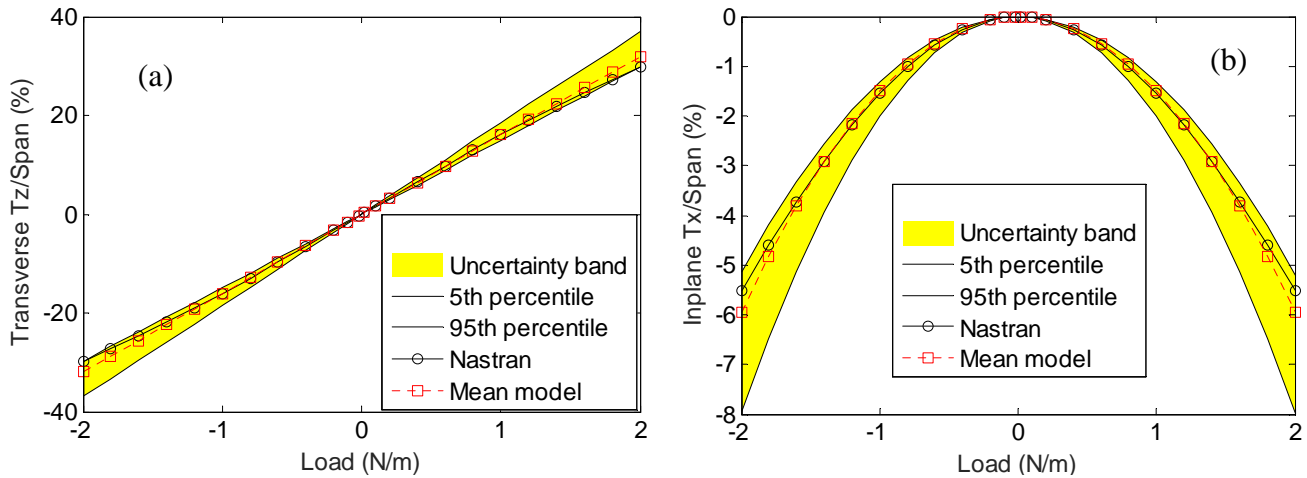 40
20
0
-20
-40
-2
-1
0
1
2
Transverse Tz/Span (%)
Load (N/m)
(a)
Uncertainty band
5th percentile
95th percentile
Nastran
Mean model
0
-1
-2
-3
-4
-5
-6
-7
-8
-2
-1
0
1
2
Inplane Tx/Span (%)
Load (N/m)
(b)
Uncertainty band
5th percentile
95th percentile
Nastran
Mean model